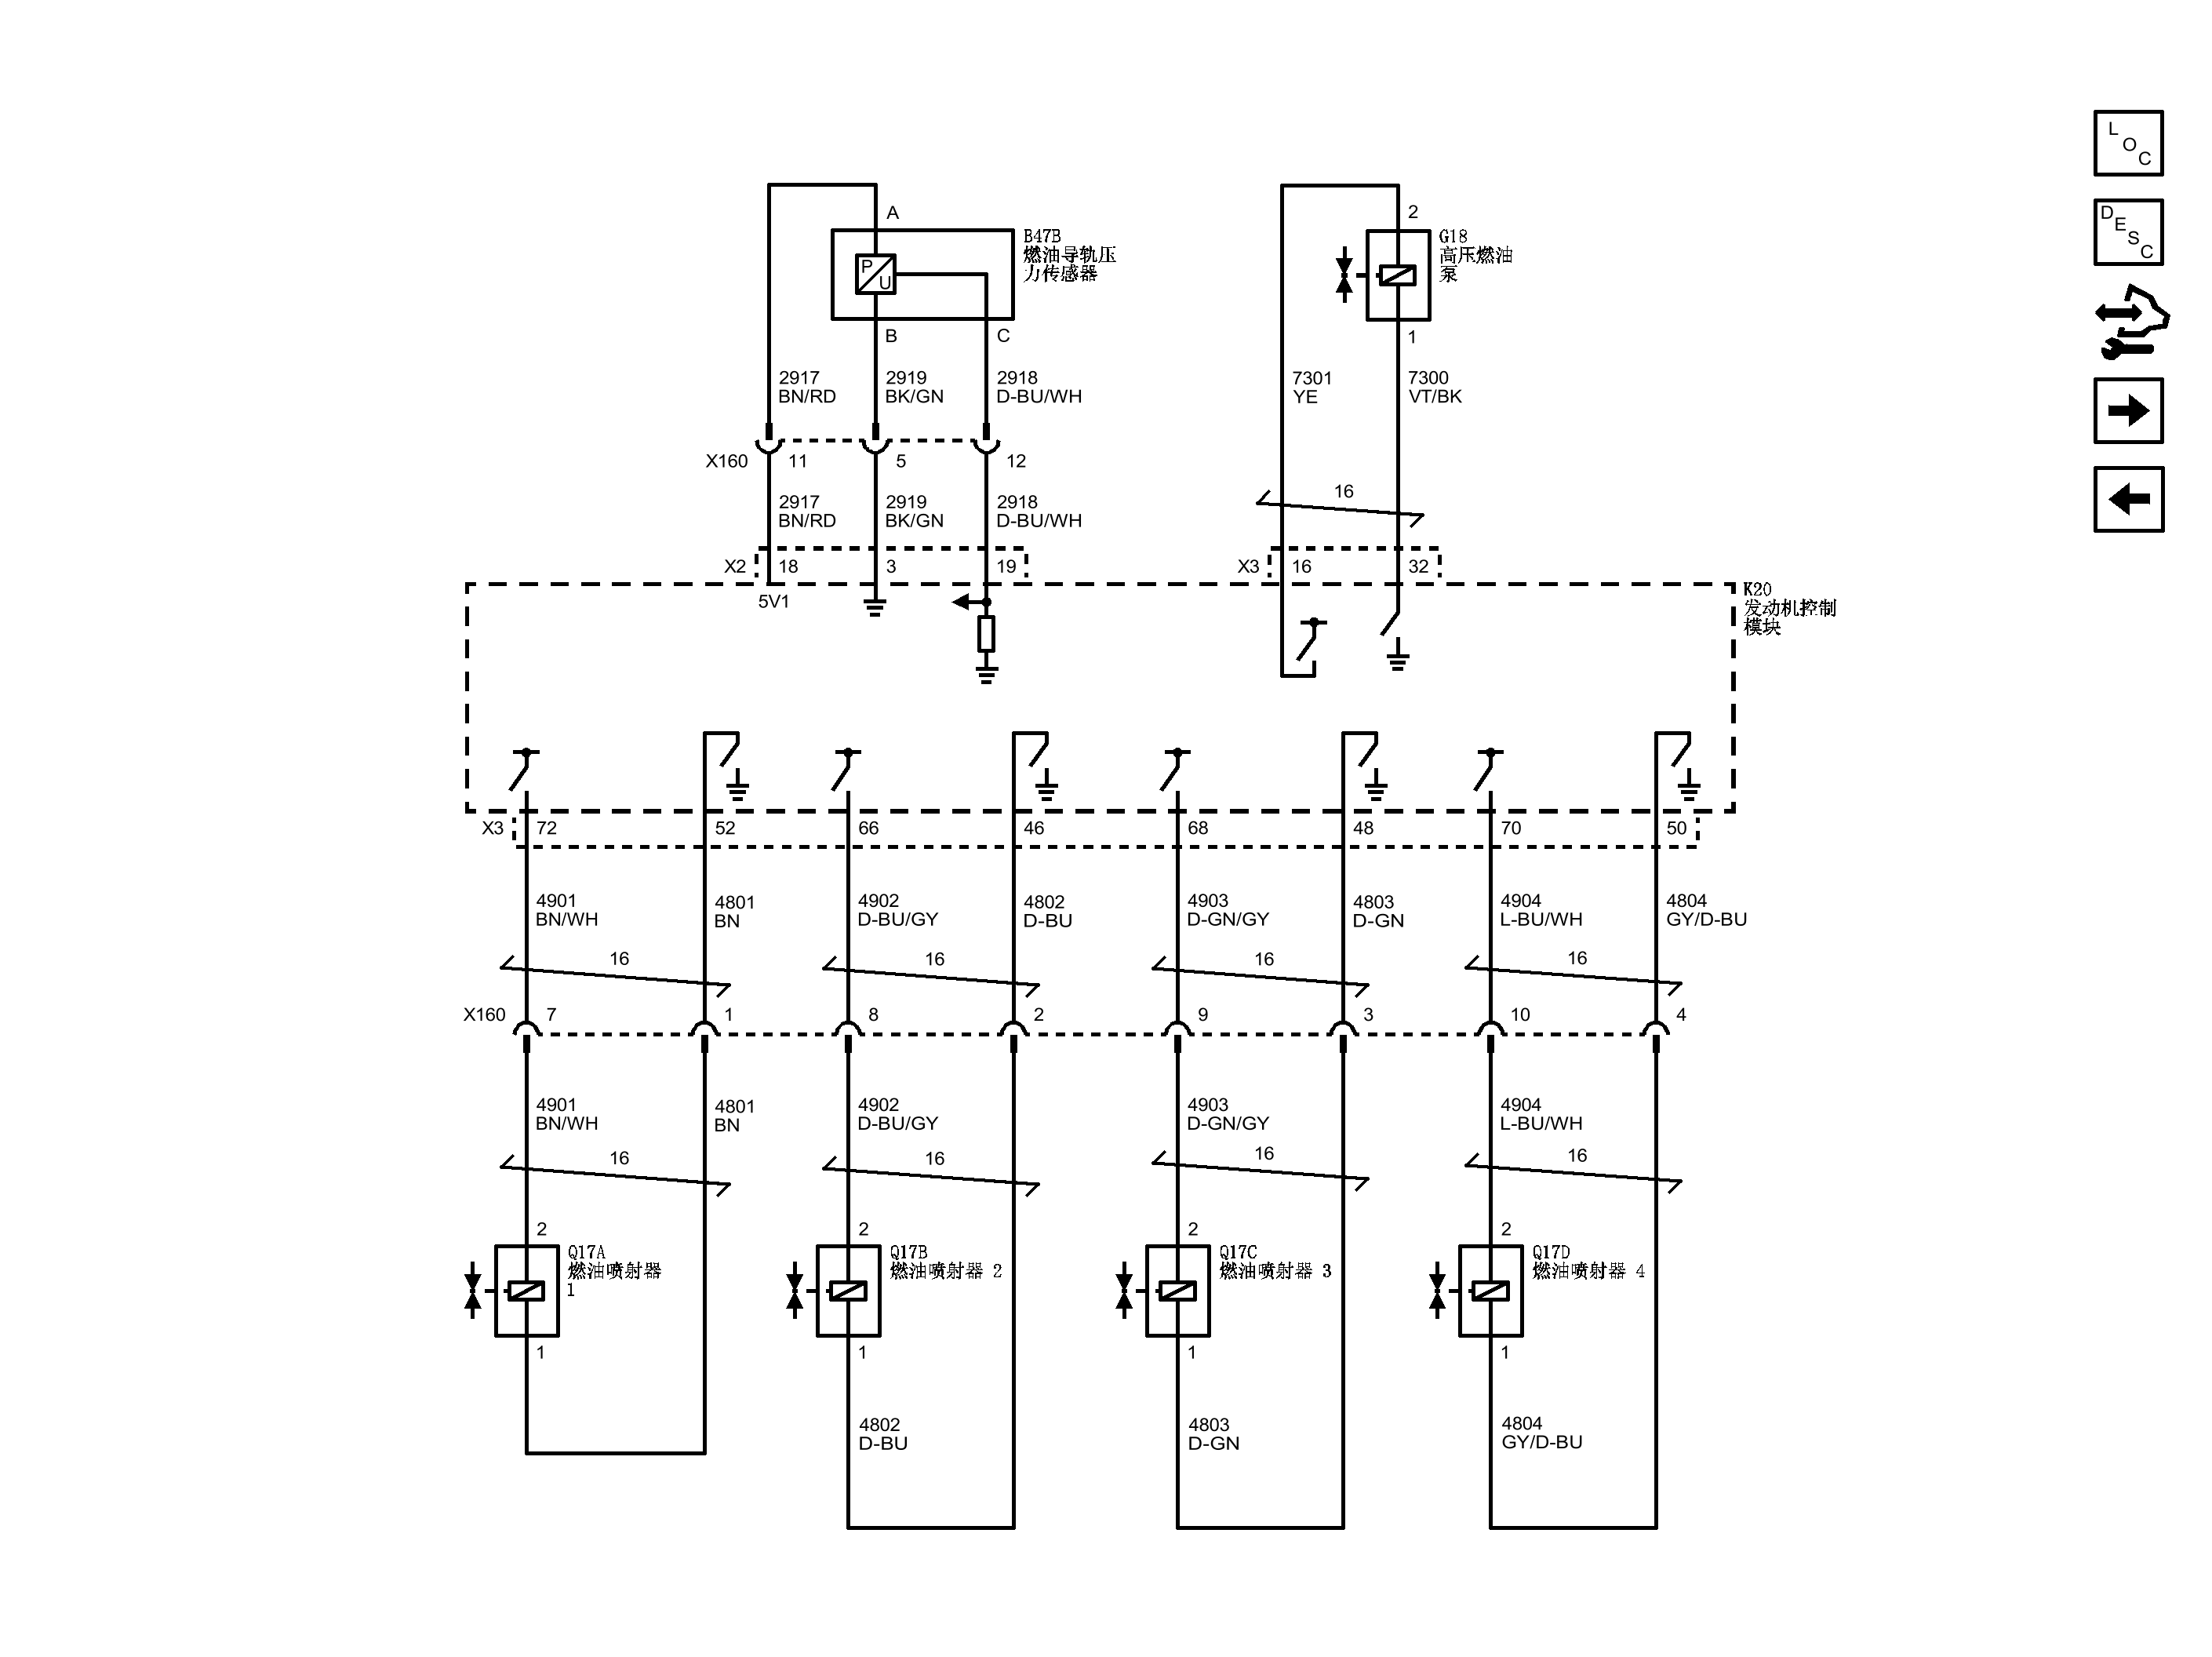 L
O
C
D
E
S
C
A
B47B
燃油导轨压
力传感器
P
U
B
C
2
G18
高压燃油
泵
1
2917
BN/RD
2919
BK/GN
2918
D-BU/WH
7301
YE
7300
VT/BK
X160
11
5
12
16
2917
BN/RD
2919
BK/GN
2918
D-BU/WH
X2
18
3
19
X3
16
32
5V1
K20
发动机控制
模块
X3
72
52
66
46
68
48
70
50
4901
BN/WH
4801
BN
4902
D-BU/GY
4802
D-BU
4903
D-GN/GY
4803
D-GN
4904
L-BU/WH
4804
GY/D-BU
16
16
16
16
X160
7
1
8
2
9
3
10
4
4901
BN/WH
4801
BN
4902
D-BU/GY
4903
D-GN/GY
4904
L-BU/WH
16
16
16
16
2
Q17A
燃油喷射器
1
1
2
Q17B
燃油喷射器 2
1
2
Q17C
燃油喷射器 3
1
2
Q17D
燃油喷射器 4
1
4802
D-BU
4803
D-GN
4804
GY/D-BU